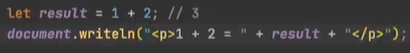 let result = 1 + 2; // 3
document.writeln("<p>1 + 2 = " + result + "</p>");